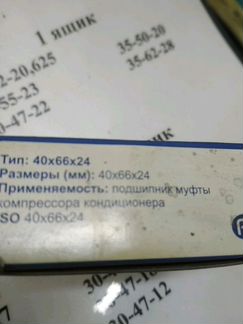 1 ящик
2-20,625
35-50-20
55-23
35-62-28
0-47-22
Тип: 40x66x24
Размеры (мм): 40x66x24
Применяемость: подшипник муфты
компрессора кондиционера
SO 40x66x24
30-47-12